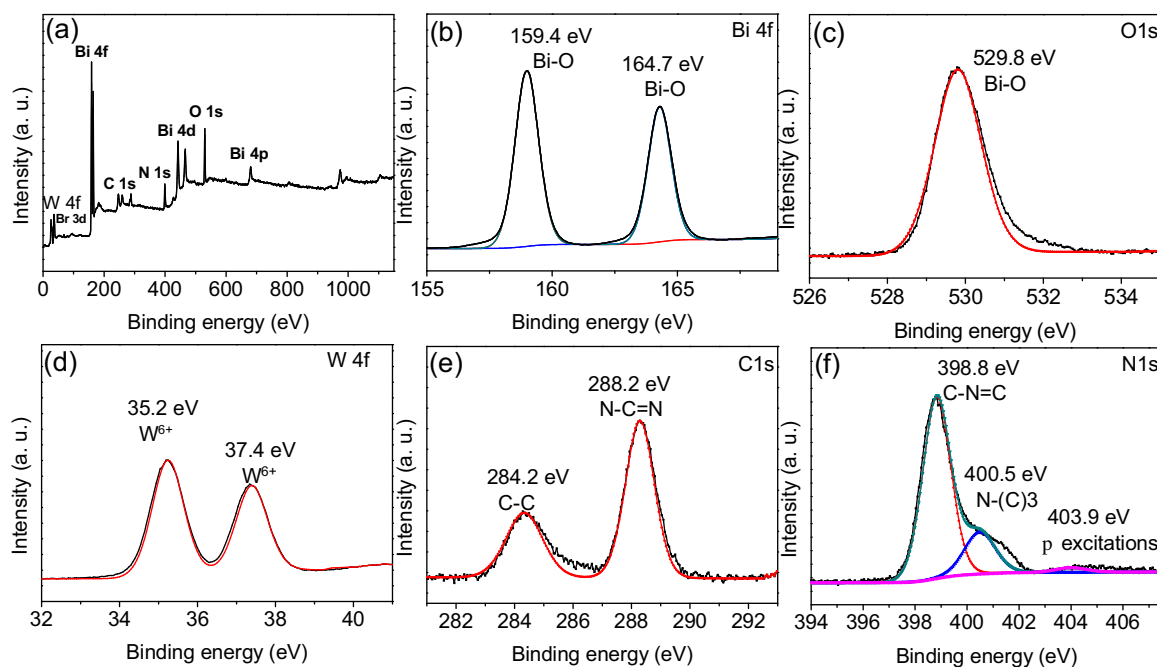 (a)
Bi 4f
O 1s
Bi 4d
Bi 4p
N 1s
C 1s
W 4f
Br 3d
Intensity (a. u.)
0 200 400 600 800 1000
Binding energy (eV)
(b)
Bi 4f
159.4 eV
Bi-O
164.7 eV
Bi-O
Intensity (a. u.)
155 160 165
Binding energy (eV)
(c)
O1s
529.8 eV
Bi-O
Intensity (a. u.)
526 528 530 532 534
Binding energy (eV)
(d)
W 4f
35.2 eV
W6+
37.4 eV
W6+
Intensity (a. u.)
32 34 36 38 40
Binding energy (eV)
(e)
C1s
288.2 eV
N-C=N
284.2 eV
C-C
Intensity (a. u.)
282 284 286 288 290 292
Binding energy (eV)
(f)
N1s
398.8 eV
C-N=C
400.5 eV
N-(C)3
403.9 eV
p excitations
Intensity (a. u.)
394 396 398 400 402 404 406
Binding energy (eV)